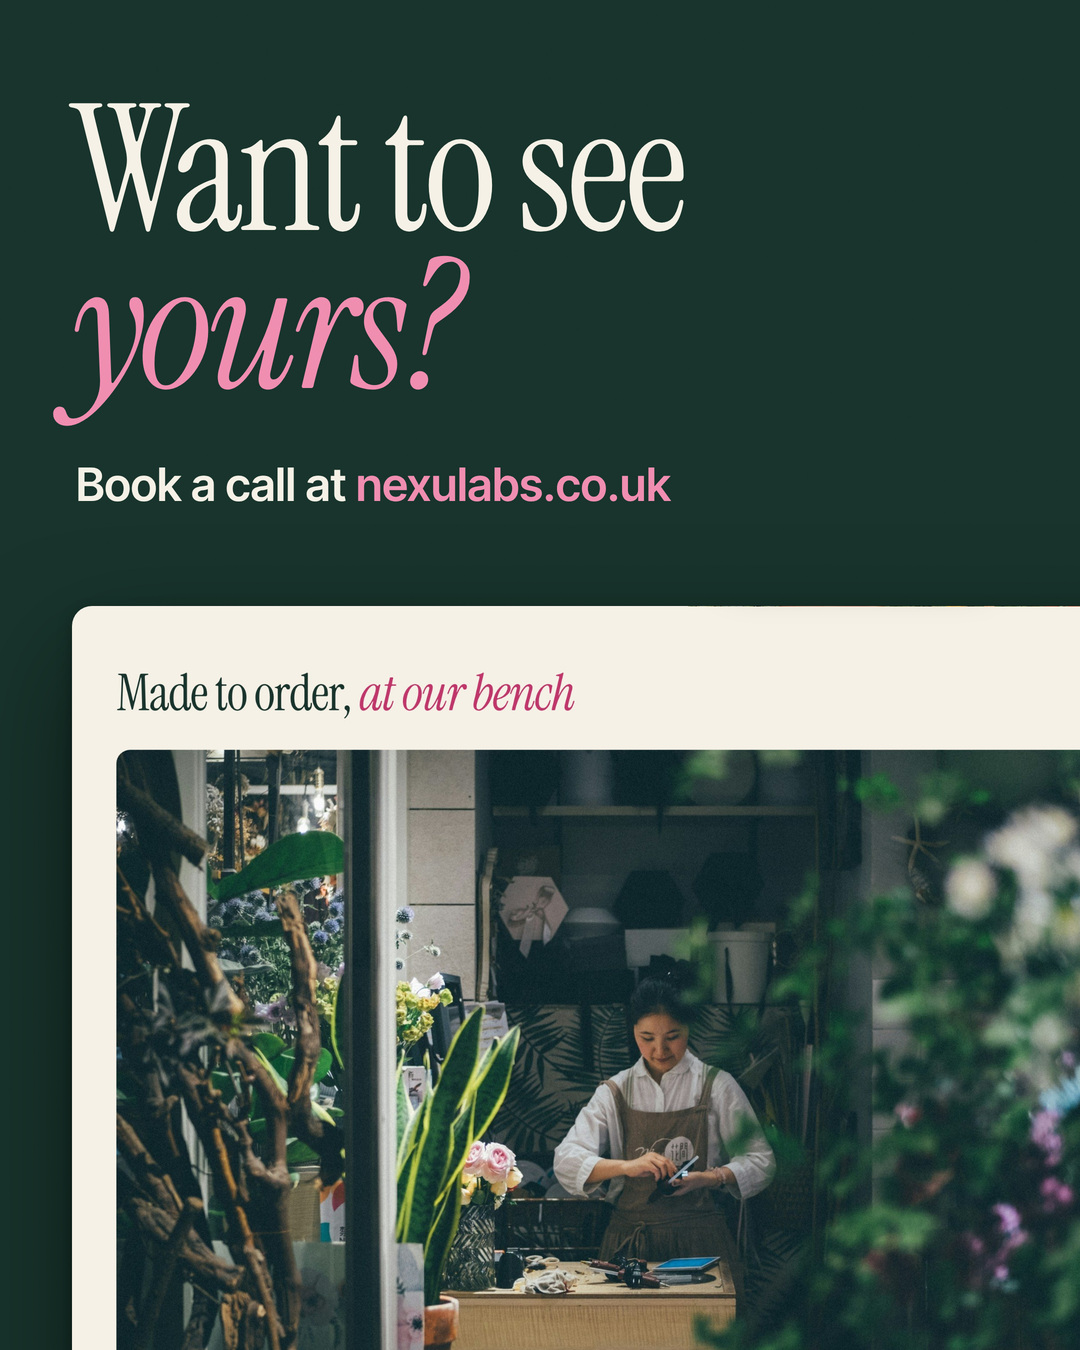 Want to see
yours?
Book a call at nexulabs.co.uk
Made to order, at our bench